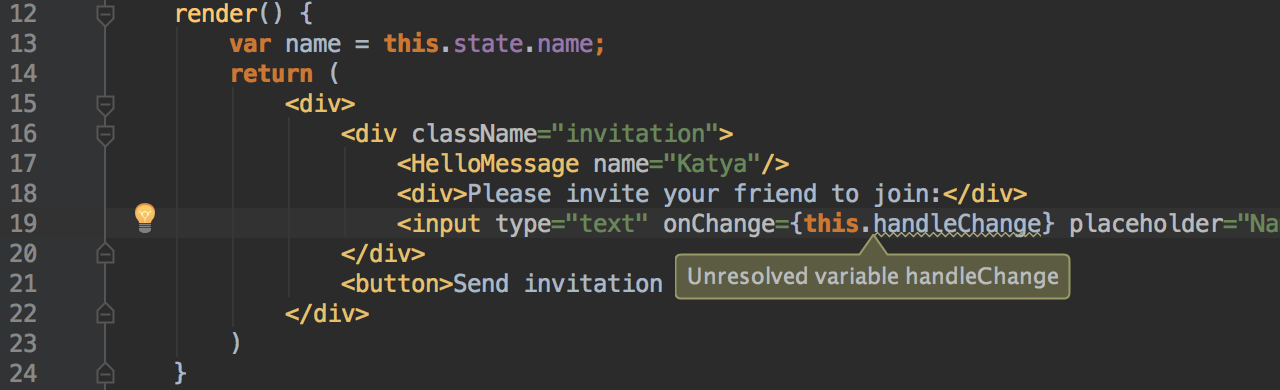 12 render() {
13 var name = this.state.name;
14 return (
15 <div>
16 <div className="invitation">
17 <HelloMessage name="Katya"/>
18 <div>Please invite your friend to join:</div>
19 <input type="text" onChange={this.handleChange} placeholder="Na
20 </div>
21 <button>Send invitation
Unresolved variable handleChange
22 </div>
23 )
24 }